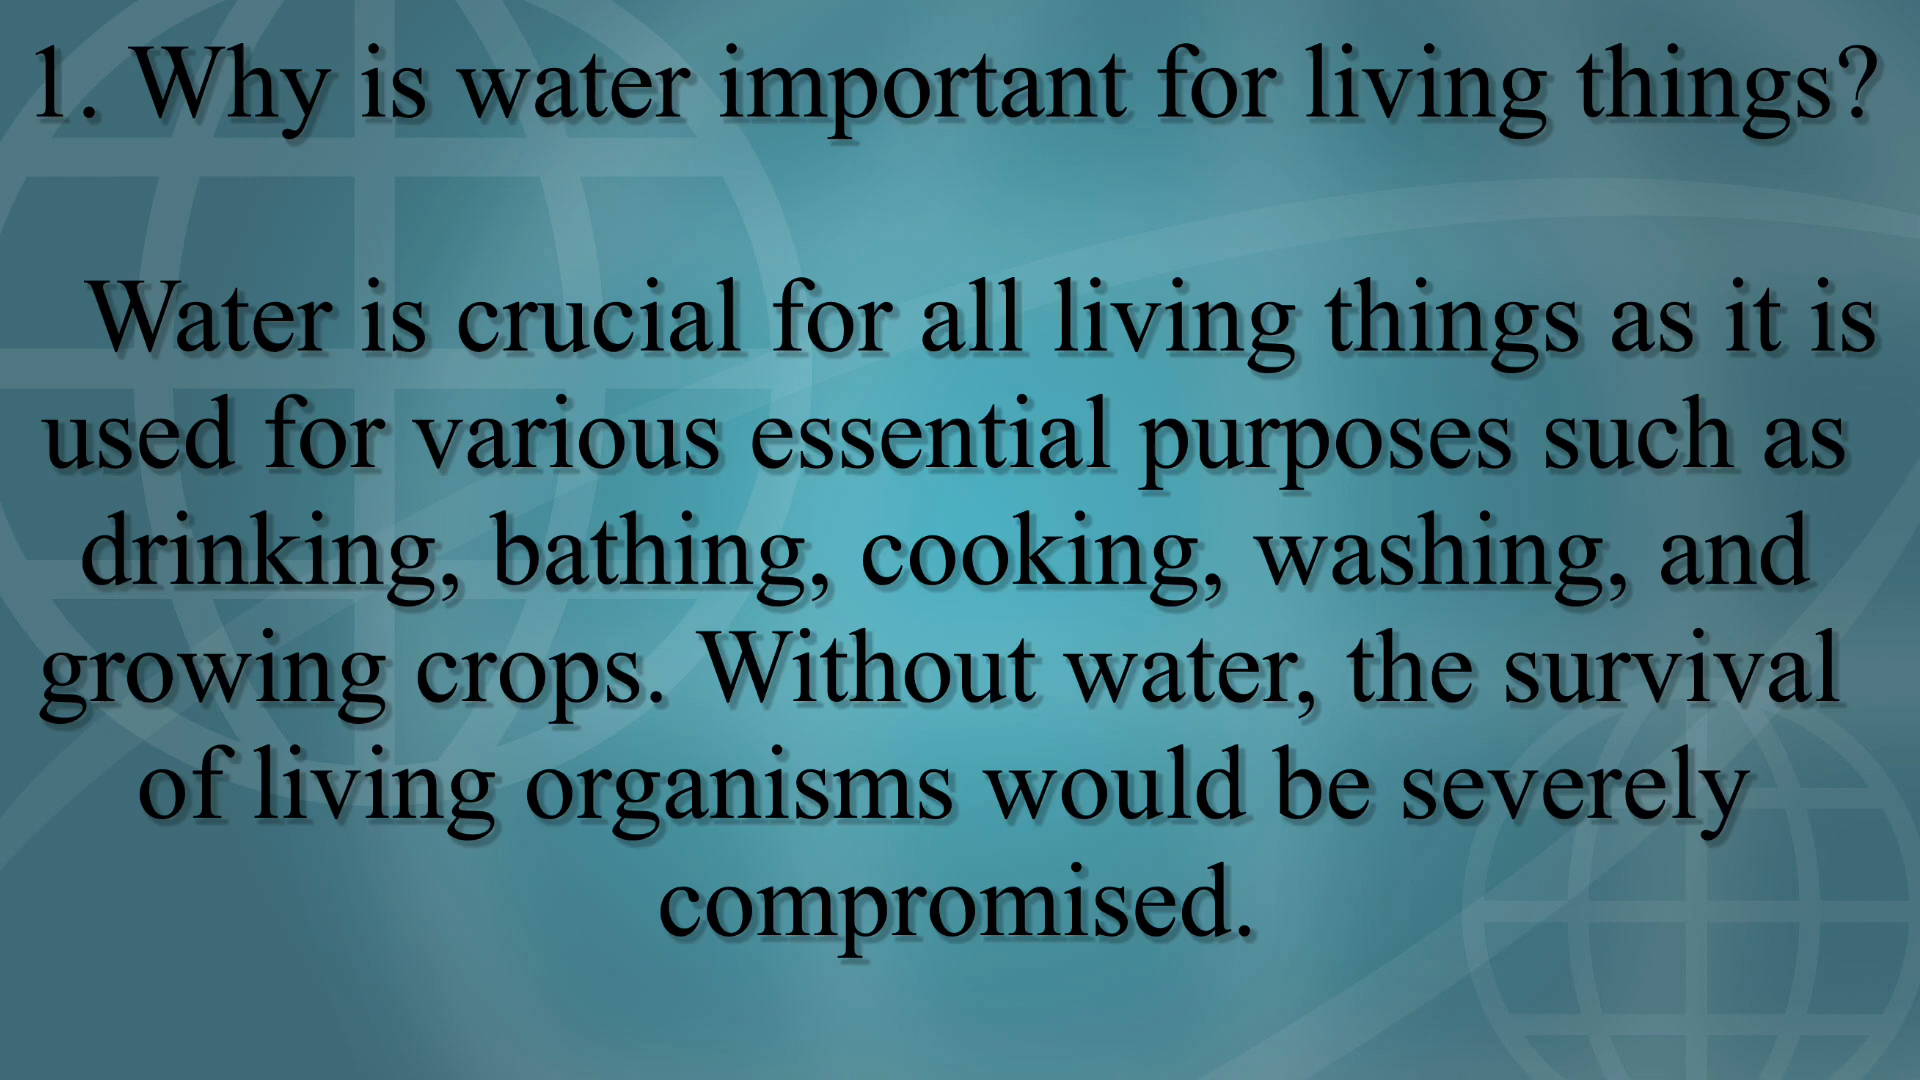 1. Why is water important for living things?
Water is crucial for all living things as it is
used for various essential purposes such as
drinking, bathing, cooking, washing, and
growing crops. Without water, the survival
of living organisms would be severely
compromised.